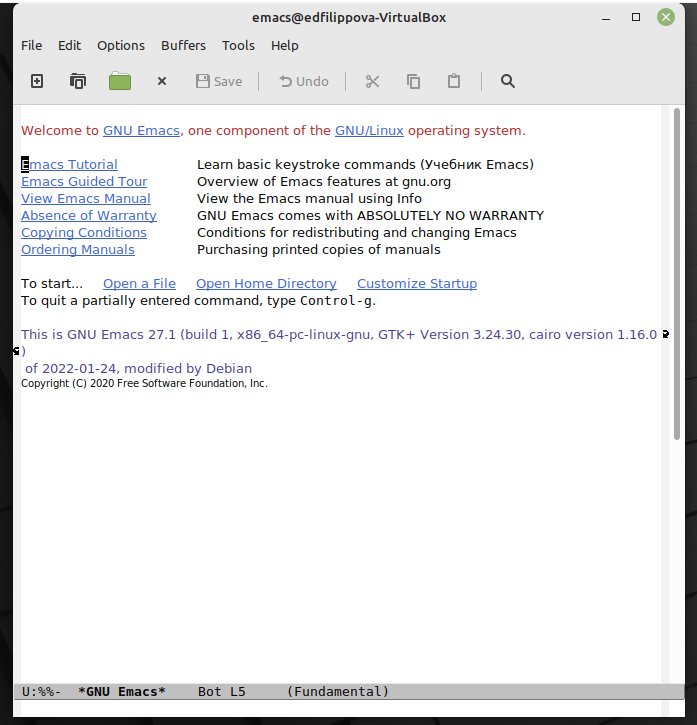 emacs@edfilippova-VirtualBox
File Edit Options Buffers Tools Help
Save Undo
Welcome to GNU Emacs, one component of the GNU/Linux operating system.
Emacs Tutorial Learn basic keystroke commands (Учебник Emacs)
Emacs Guided Tour Overview of Emacs features at gnu.org
View Emacs Manual View the Emacs manual using Info
Absence of Warranty GNU Emacs comes with ABSOLUTELY NO WARRANTY
Copying Conditions Conditions for redistributing and changing Emacs
Ordering Manuals Purchasing printed copies of manuals
To start... Open a File Open Home Directory Customize Startup
To quit a partially entered command, type Control-g.
This is GNU Emacs 27.1 (build 1, x86_64-pc-linux-gnu, GTK+ Version 3.24.30, cairo version 1.16.0
)
of 2022-01-24, modified by Debian
Copyright (C) 2020 Free Software Foundation, Inc.
U:%%- *GNU Emacs* Bot L5 (Fundamental)